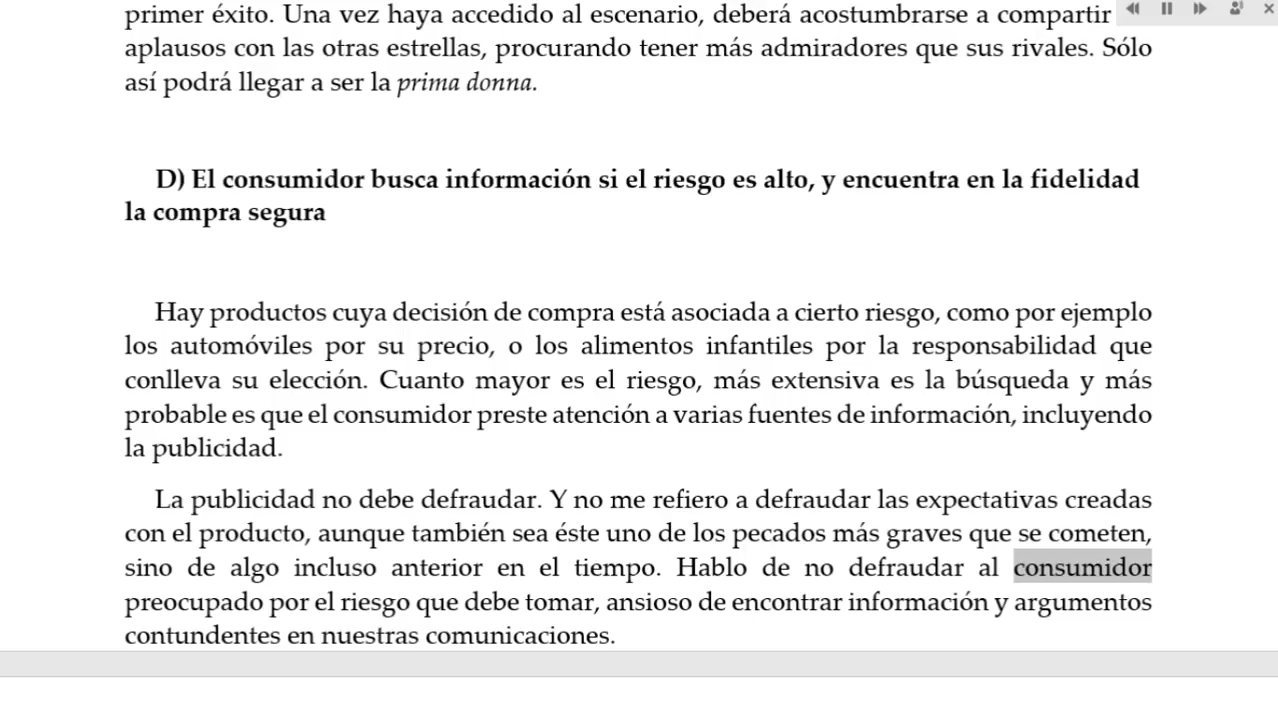 primer éxito. Una vez haya accedido al escenario, deberá acostumbrarse a compartir
aplausos con las otras estrellas, procurando tener más admiradores que sus rivales. Sólo
así podrá llegar a ser la prima donna.
D) El consumidor busca información si el riesgo es alto, y encuentra en la fidelidad
la compra segura
Hay productos cuya decisión de compra está asociada a cierto riesgo, como por ejemplo
los automóviles por su precio, o los alimentos infantiles por la responsabilidad que
conlleva su elección. Cuanto mayor es el riesgo, más extensiva es la búsqueda y más
probable es que el consumidor preste atención a varias fuentes de información, incluyendo
la publicidad.
La publicidad no debe defraudar. Y no me refiero a defraudar las expectativas creadas
con el producto, aunque también sea éste uno de los pecados más graves que se cometen,
sino de algo incluso anterior en el tiempo. Hablo de no defraudar al consumidor
preocupado por el riesgo que debe tomar, ansioso de encontrar información y argumentos
contundentes en nuestras comunicaciones.